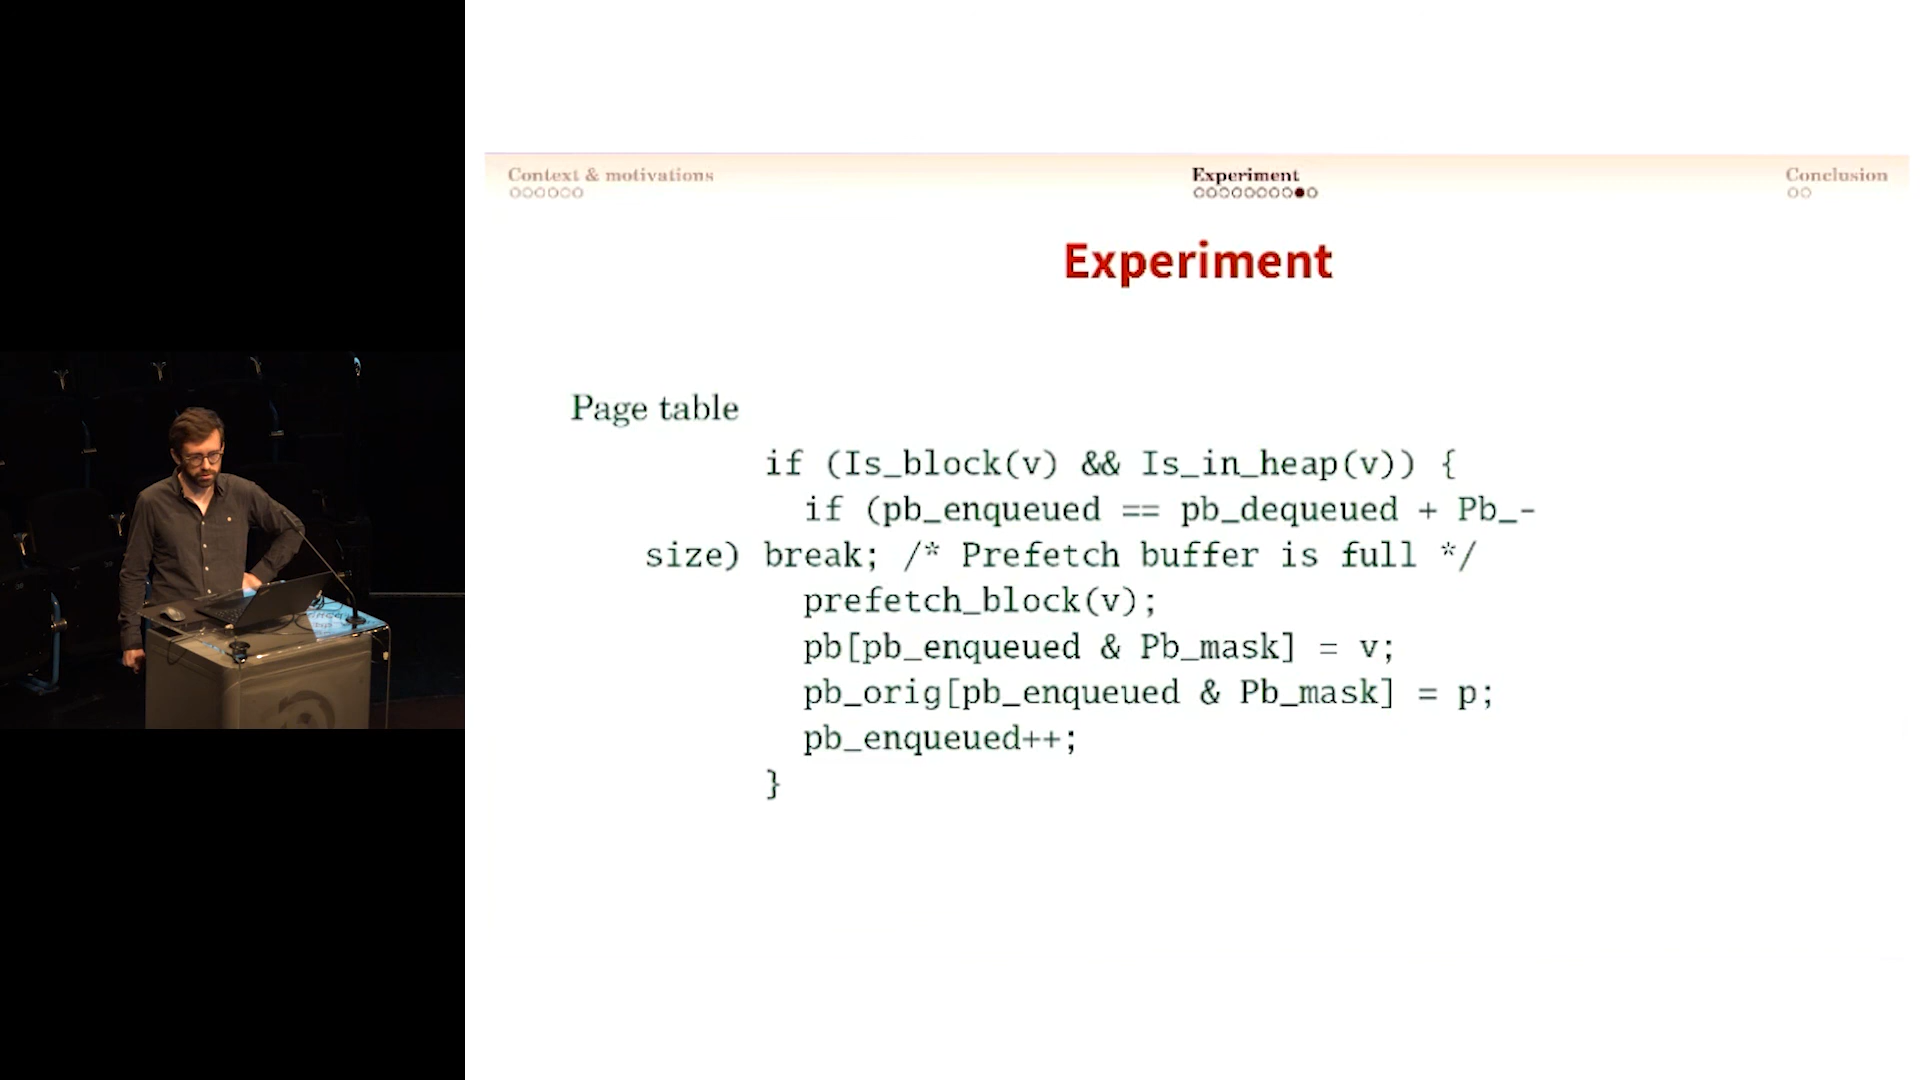 Context & motivations
Experiment
Conclusion
Experiment
Page table
if (Is_block(v) && Is_in_heap(v)) {
if (pb_enqueued == pb_dequeued + Pb_-
size) break; /* Prefetch buffer is full */
prefetch_block(v);
pb[pb_enqueued & Pb_mask] = v;
pb_orig[pb_enqueued & Pb_mask] = p;
pb_enqueued++;
}